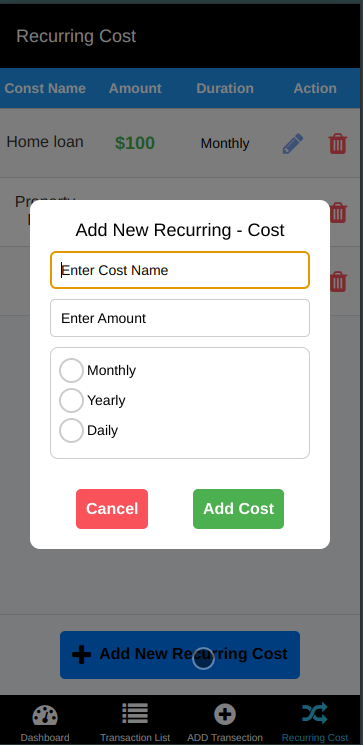 Recurring Cost
Const Name Amount Duration Action
Home loan $100 Monthly
Add New Recurring - Cost
Enter Cost Name
Enter Amount
Monthly
Yearly
Daily
Cancel Add Cost
Add New Recurring Cost
Dashboard Transaction List ADD Transection Recurring Cost